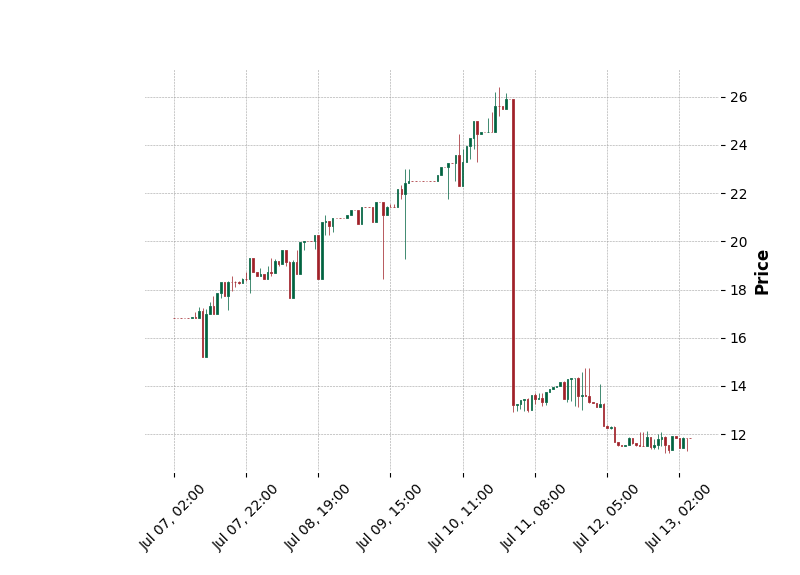 26
24
22
20
18
16
14
12
Price
Jul 07, 02:00
Jul 07, 22:00
Jul 08, 19:00
Jul 09, 15:00
Jul 10, 11:00
Jul 11, 08:00
Jul 12, 05:00
Jul 13, 02:00